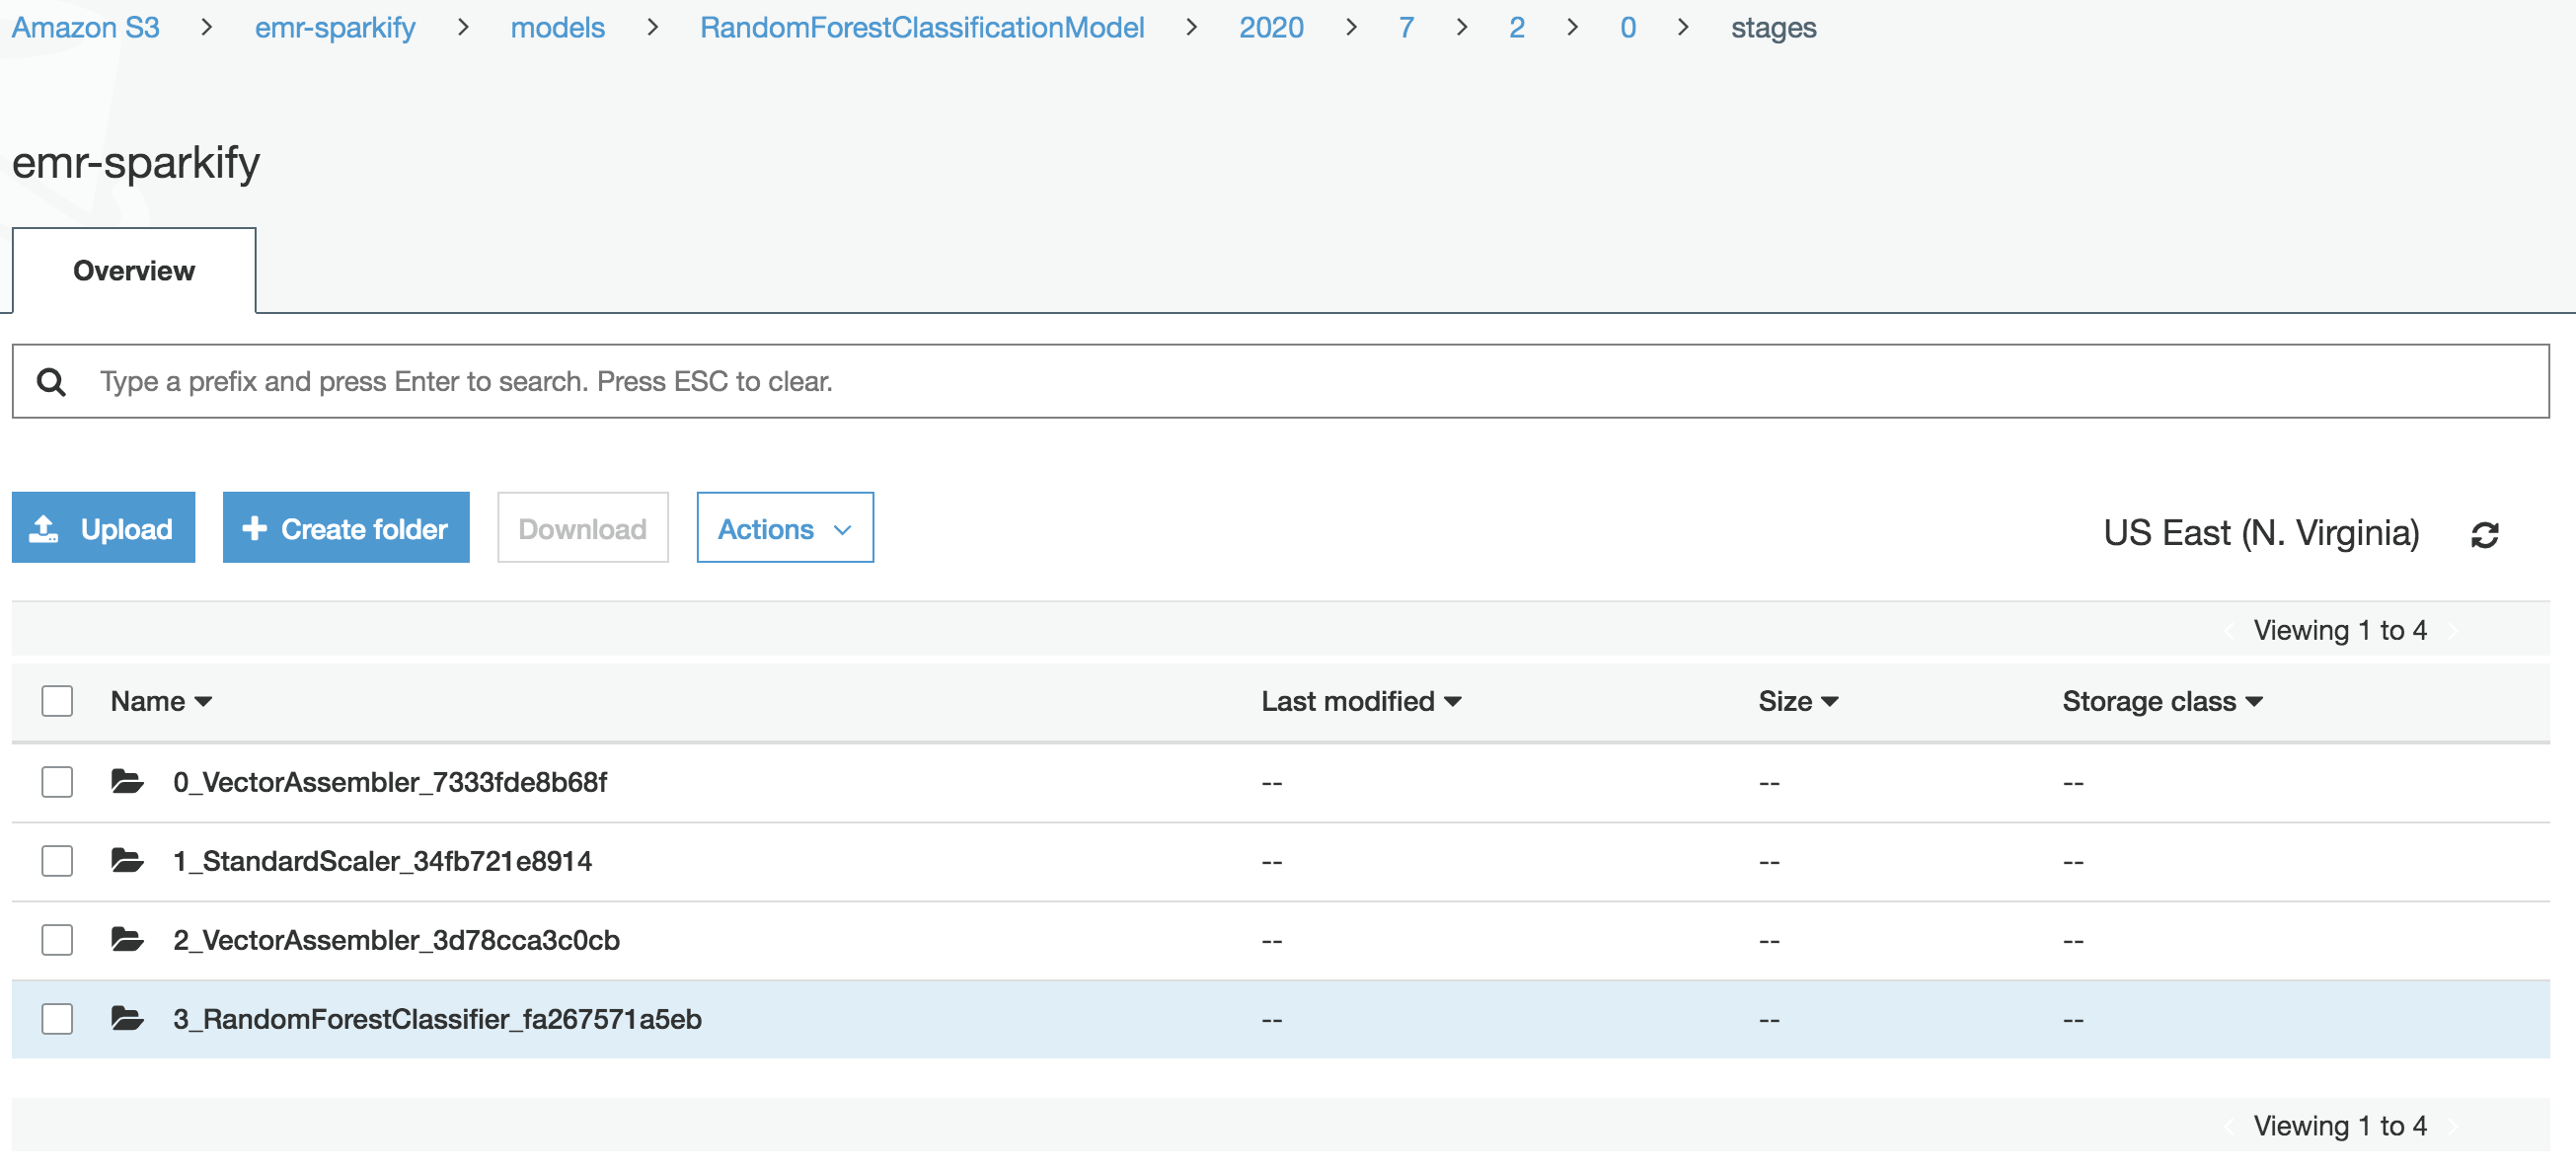 Amazon S3 > emr-sparkify > models > RandomForestClassificationModel > 2020 > 7 > 2 > 0 > stages
emr-sparkify
Overview
Type a prefix and press Enter to search. Press ESC to clear.
Upload Create folder Download Actions US East (N. Virginia)
Viewing 1 to 4
Name Last modified Size Storage class
0_VectorAssembler_7333fde8b68f -- -- --
1_StandardScaler_34fb721e8914 -- -- --
2_VectorAssembler_3d78cca3c0cb -- -- --
3_RandomForestClassifier_fa267571a5eb -- -- --
Viewing 1 to 4